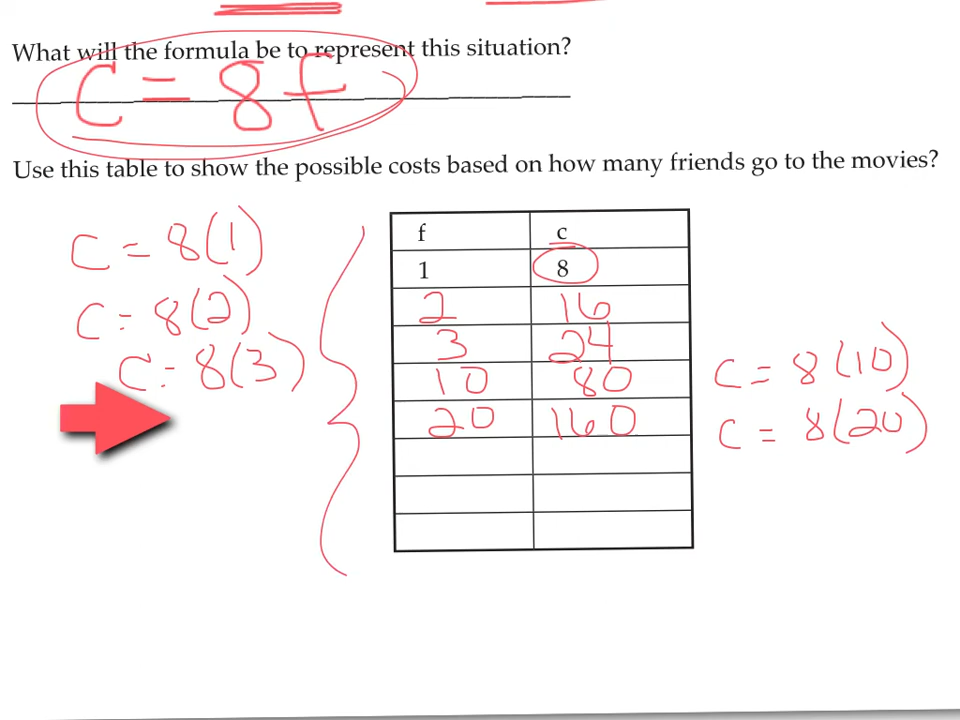 What will the formula be to represent this situation?
c = 8f
Use this table to show the possible costs based on how many friends go to the movies?
c = 8(1)
c = 8(2)
c = 8(3)
f c
1 8
2 16
3 24
10 80
20 160
c = 8(10)
c = 8(20)